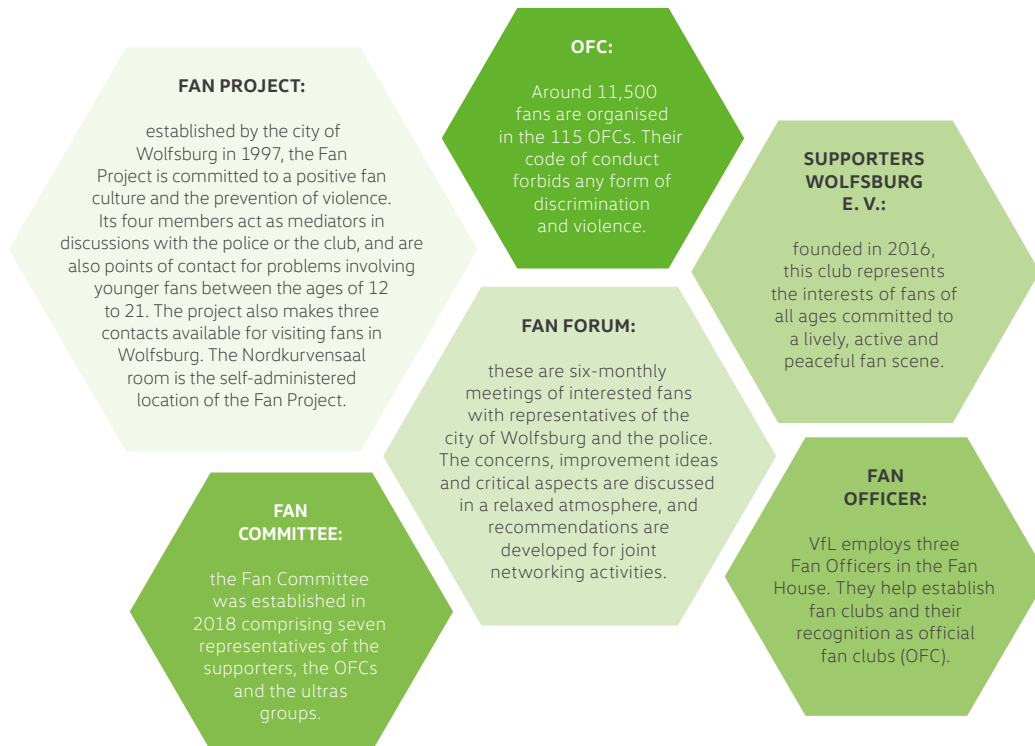 FAN PROJECT:
established by the city of
Wolfsburg in 1997, the Fan
Project is committed to a positive fan
culture and the prevention of violence.
Its four members act as mediators in
discussions with the police or the club, and are
also points of contact for problems involving
younger fans between the ages of 12
to 21. The project also makes three
contacts available for visiting fans in
Wolfsburg. The Nordkurvensaal
room is the self-administered
location of the Fan Project.
OFC:
Around 11,500
fans are organised
in the 115 OFCs. Their
code of conduct
forbids any form of
discrimination
and violence.
SUPPORTERS
WOLFSBURG
E. V.:
founded in 2016,
this club represents
the interests of fans of
all ages committed to
a lively, active and
peaceful fan scene.
FAN FORUM:
these are six-monthly
meetings of interested fans
with representatives of the
city of Wolfsburg and the police.
The concerns, improvement ideas
and critical aspects are discussed
in a relaxed atmosphere, and
recommendations are
developed for joint
networking activities.
FAN
COMMITTEE:
the Fan Committee
was established in
2018 comprising seven
representatives of the
supporters, the OFCs
and the ultras
groups.
FAN
OFFICER:
VfL employs three
Fan Officers in the Fan
House. They help establish
fan clubs and their
recognition as official
fan clubs (OFC).